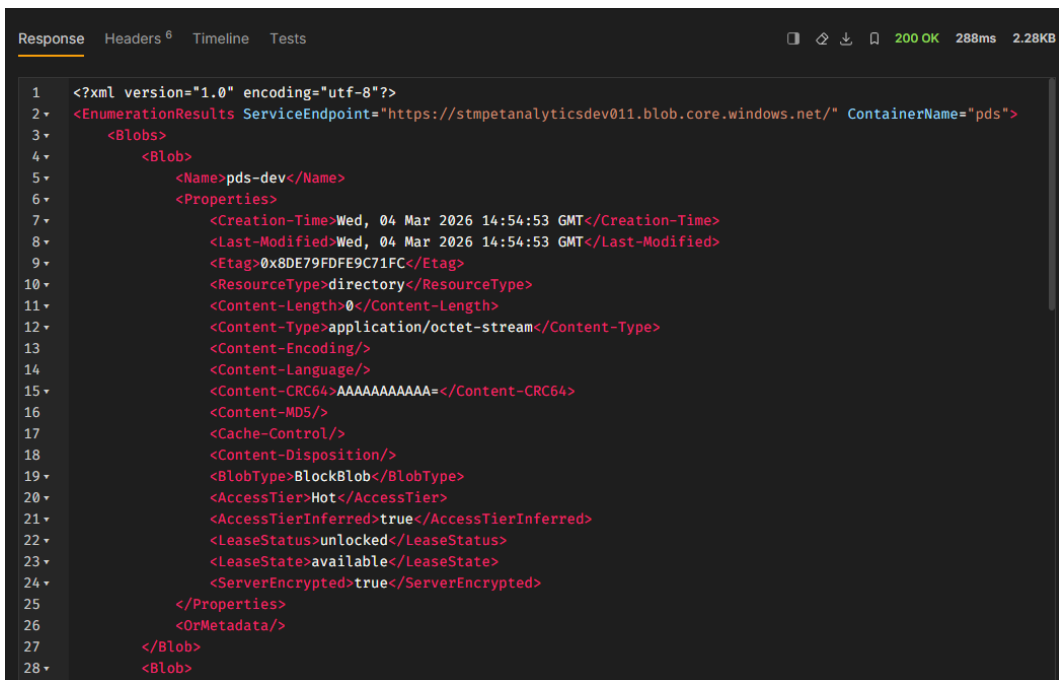 Response Headers 6 Timeline Tests 200 OK 288ms 2.28KB
1 <?xml version="1.0" encoding="utf-8"?>
2 <EnumerationResults ServiceEndpoint="https://stmpetanalyticsdev011.blob.core.windows.net/" ContainerName="pds">
3 <Blobs>
4 <Blob>
5 <Name>pds-dev</Name>
6 <Properties>
7 <Creation-Time>Wed, 04 Mar 2026 14:54:53 GMT</Creation-Time>
8 <Last-Modified>Wed, 04 Mar 2026 14:54:53 GMT</Last-Modified>
9 <Etag>0x8DE79FDFE9C71FC</Etag>
10 <ResourceType>directory</ResourceType>
11 <Content-Length>0</Content-Length>
12 <Content-Type>application/octet-stream</Content-Type>
13 <Content-Encoding/>
14 <Content-Language/>
15 <Content-CRC64>AAAAAAAAAAA=</Content-CRC64>
16 <Content-MD5/>
17 <Cache-Control/>
18 <Content-Disposition/>
19 <BlobType>BlockBlob</BlobType>
20 <AccessTier>Hot</AccessTier>
21 <AccessTierInferred>true</AccessTierInferred>
22 <LeaseStatus>unlocked</LeaseStatus>
23 <LeaseState>available</LeaseState>
24 <ServerEncrypted>true</ServerEncrypted>
25 </Properties>
26 <OrMetadata/>
27 </Blob>
28 <Blob>